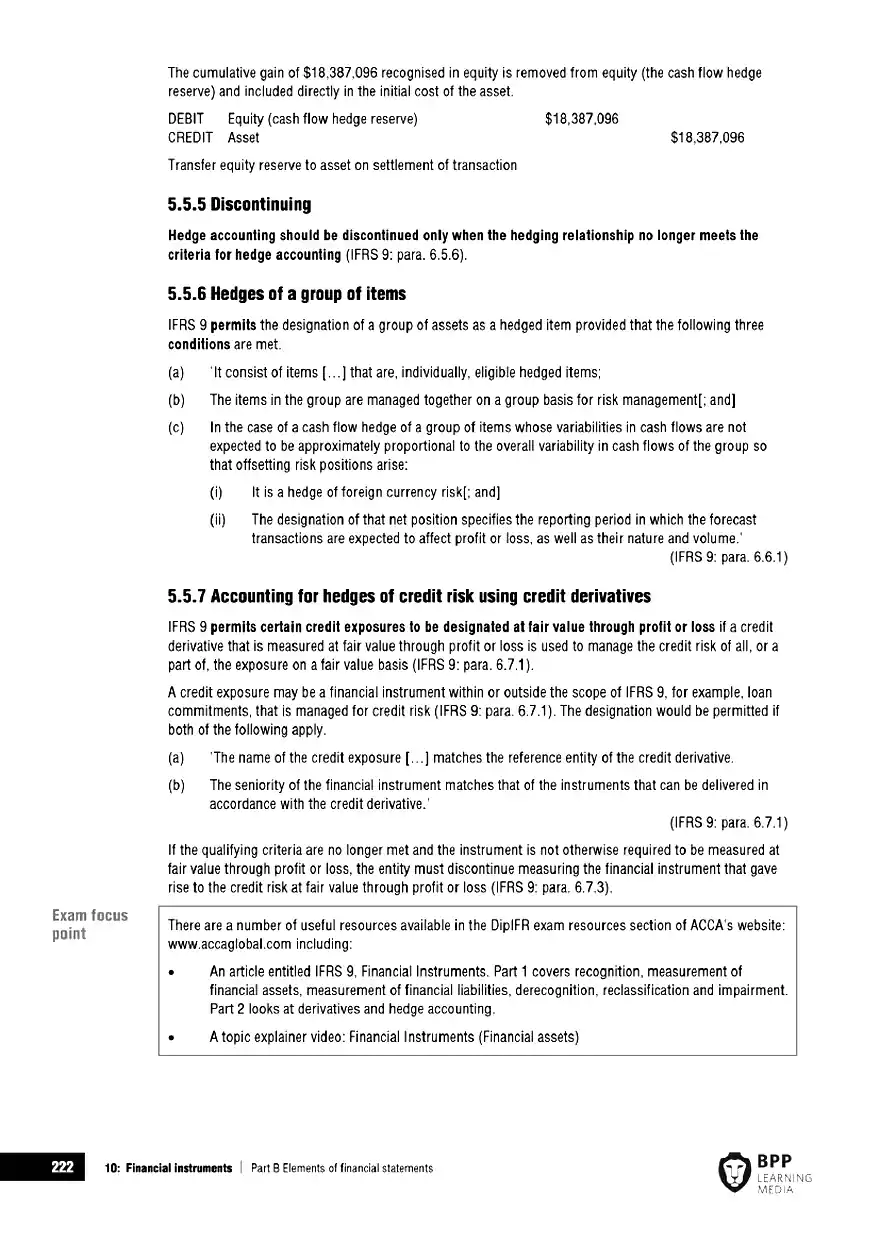 The cumulative gain of $18,387,096 recognised in equity is removed from equity (the cash flow hedge
reserve) and included directly in the initial cost of the asset.
DEBIT Equity (cash flow hedge reserve) $18,387,096
CREDIT Asset $18,387,096
Transfer equity reserve to asset on settlement of transaction
5.5.5 Discontinuing
Hedge accounting should be discontinued only when the hedging relationship no longer meets the
criteria for hedge accounting (IFRS 9: para. 6.5.6).
5.5.6 Hedges of a group of items
IFRS 9 permits the designation of a group of assets as a hedged item provided that the following three
conditions are met.
(a) 'It consist of items [...] that are, individually, eligible hedged items;
(b) The items in the group are managed together on a group basis for risk management[; and]
(c) In the case of a cash flow hedge of a group of items whose variabilities in cash flows are not
expected to be approximately proportional to the overall variability in cash flows of the group so
that offsetting risk positions arise:
(i) It is a hedge of foreign currency risk[; and]
(ii) The designation of that net position specifies the reporting period in which the forecast
transactions are expected to affect profit or loss, as well as their nature and volume.'
(IFRS 9: para. 6.6.1)
5.5.7 Accounting for hedges of credit risk using credit derivatives
IFRS 9 permits certain credit exposures to be designated at fair value through profit or loss if a credit
derivative that is measured at fair value through profit or loss is used to manage the credit risk of all, or a
part of, the exposure on a fair value basis (IFRS 9: para. 6.7.1).
A credit exposure may be a financial instrument within or outside the scope of IFRS 9, for example, loan
commitments, that is managed for credit risk (IFRS 9: para. 6.7.1). The designation would be permitted if
both of the following apply.
(a) 'The name of the credit exposure [...] matches the reference entity of the credit derivative.
(b) The seniority of the financial instrument matches that of the instruments that can be delivered in
accordance with the credit derivative.'
(IFRS 9: para. 6.7.1)
If the qualifying criteria are no longer met and the instrument is not otherwise required to be measured at
fair value through profit or loss, the entity must discontinue measuring the financial instrument that gave
rise to the credit risk at fair value through profit or loss (IFRS 9: para. 6.7.3).
Exam focus
point
There are a number of useful resources available in the DipIFR exam resources section of ACCA's website:
www.accaglobal.com including:
• An article entitled IFRS 9, Financial Instruments. Part 1 covers recognition, measurement of
financial assets, measurement of financial liabilities, derecognition, reclassification and impairment.
Part 2 looks at derivatives and hedge accounting.
• A topic explainer video: Financial Instruments (Financial assets)
222 10: Financial instruments | Part B Elements of financial statements
BPP
LEARNING
MEDIA